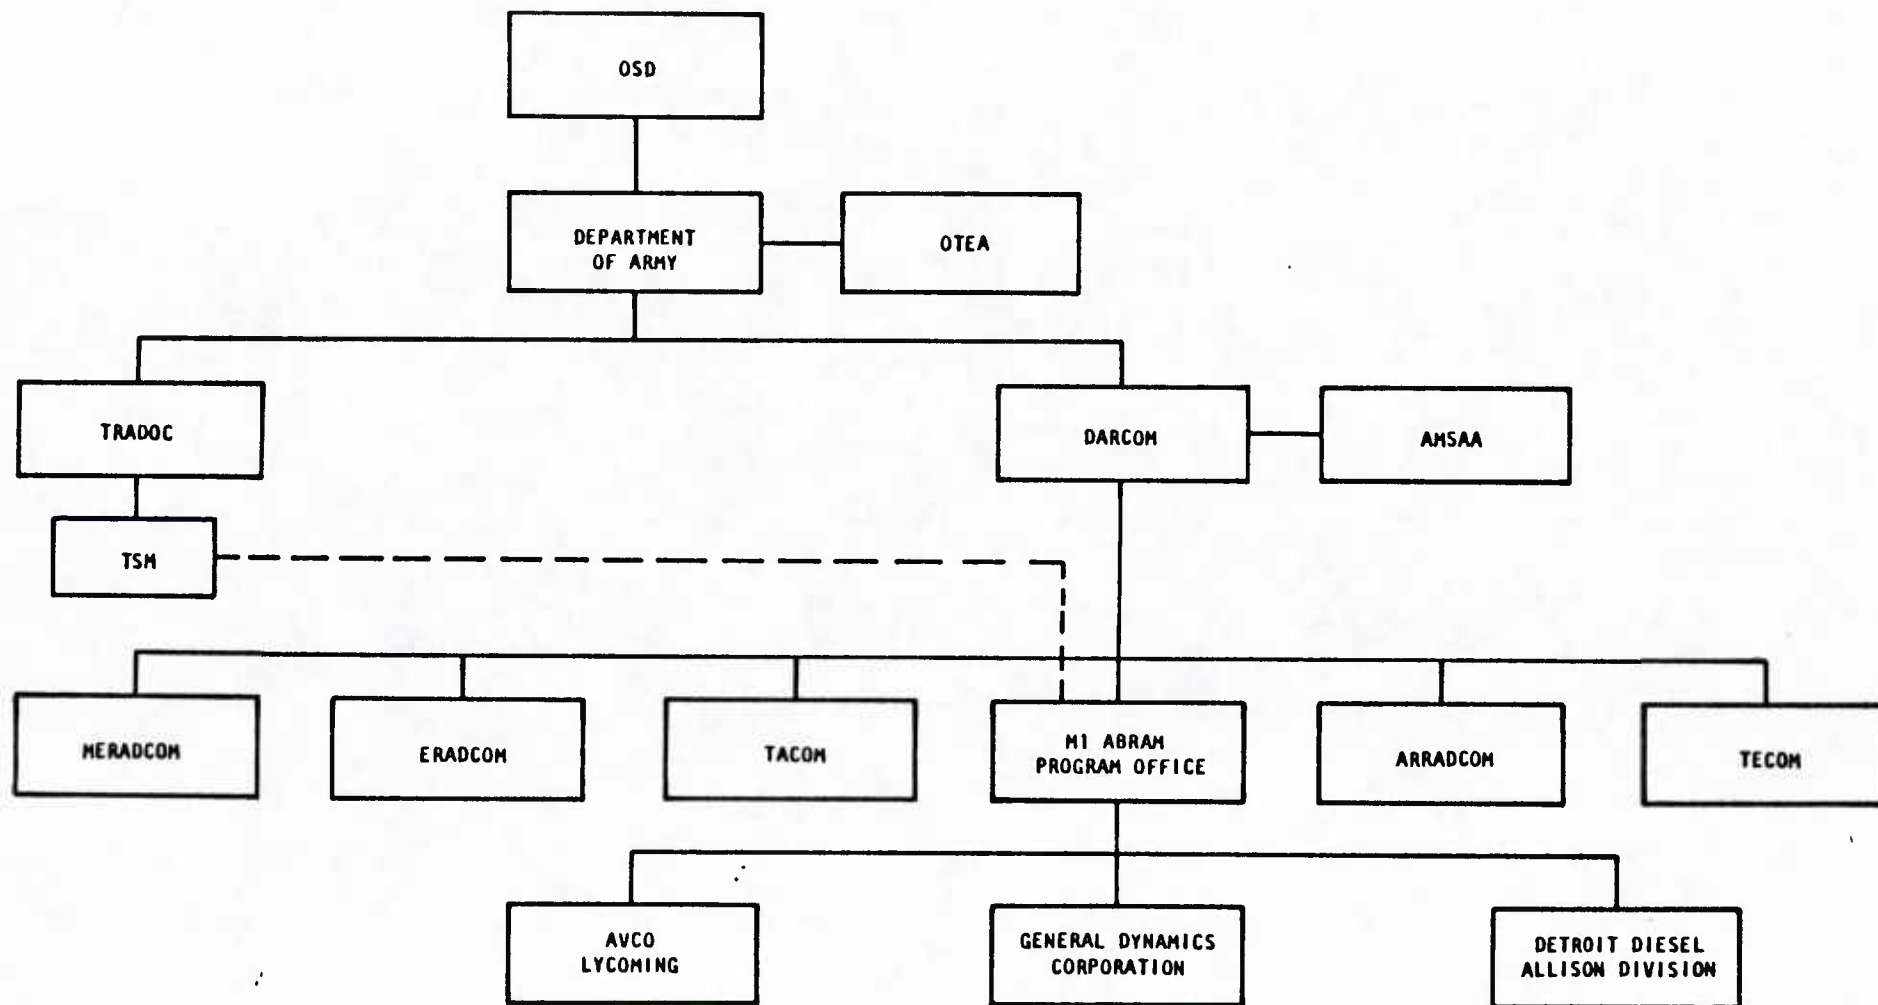 OSD
DEPARTMENT
OF ARMY
OTEA
TRADOC
DARCOM
AMSAA
TSM
MERADCOM
ERADCOM
TACOM
M1 ABRAM
PROGRAM OFFICE
ARRADCOM
TECOM
AVCO
LYCOMING
GENERAL DYNAMICS
CORPORATION
DETROIT DIESEL
ALLISON DIVISION